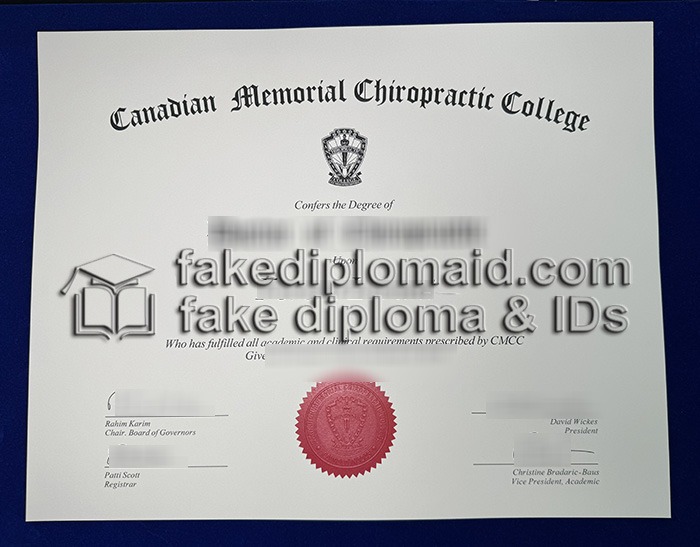 Canadian Memorial Chiropractic College
Confers the Degree of
Upon
fakediplomaid.com
fake diploma & IDs
Who has fulfilled all academic and clinical requirements prescribed by CMCC
Give
Rahim Karim
Chair, Board of Governors
David Wickes
President
Patti Scott
Registrar
Christine Bradaric-Baus
Vice President, Academic